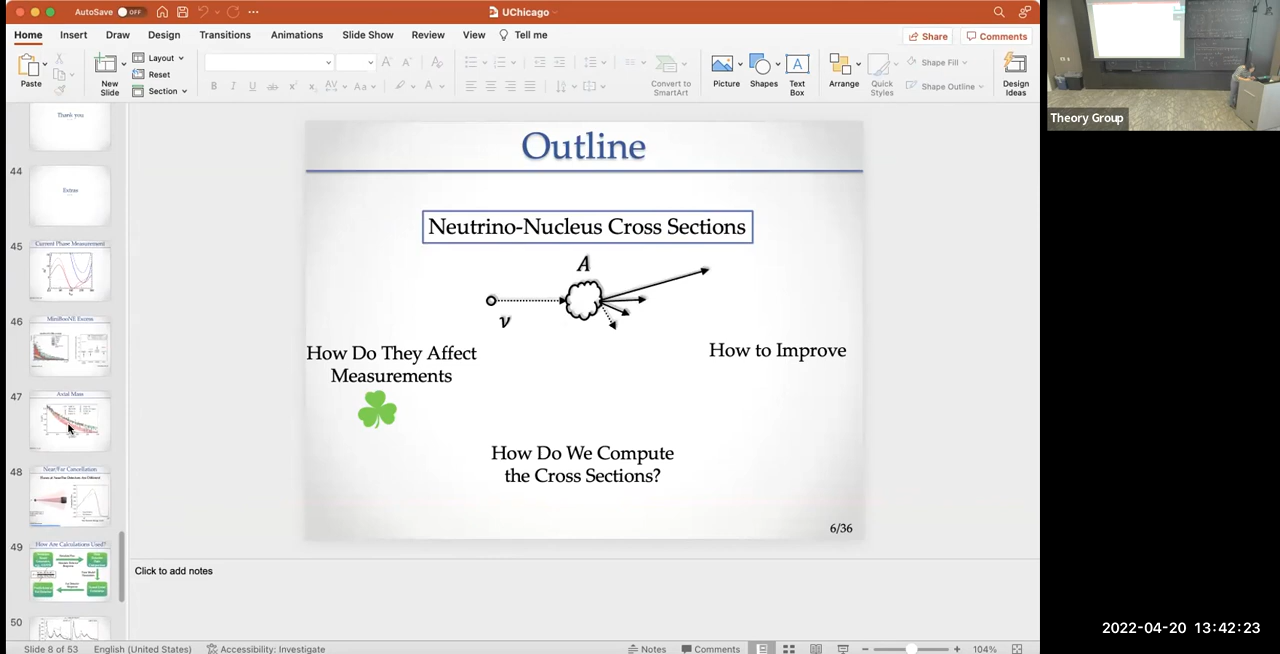 AutoSave OFF
UChicago
Home Insert Draw Design Transitions Animations Slide Show Review View Tell me
Share Comments
Paste
New
Slide
Layout
Reset
Section
B I U ab x x AV Aa A
Convert to
SmartArt
Picture
Shapes
Text
Box
Arrange
Quick
Styles
Shape Fill
Shape Outline
Design
Ideas
Theory Group
Thank you
44
Extras
45
Current Phase Measurement
46
MiniBooNE Excess
47
Axial Mass
48
Near/Far Cancellation
49
How Are Calculations Used?
50
Outline
Neutrino-Nucleus Cross Sections
A
ν
How Do They Affect
Measurements
How to Improve
How Do We Compute
the Cross Sections?
6/36
Click to add notes
2022-04-20 13:42:23
Slide 8 of 53 English (United States) Accessibility: Investigate
Notes Comments 104%